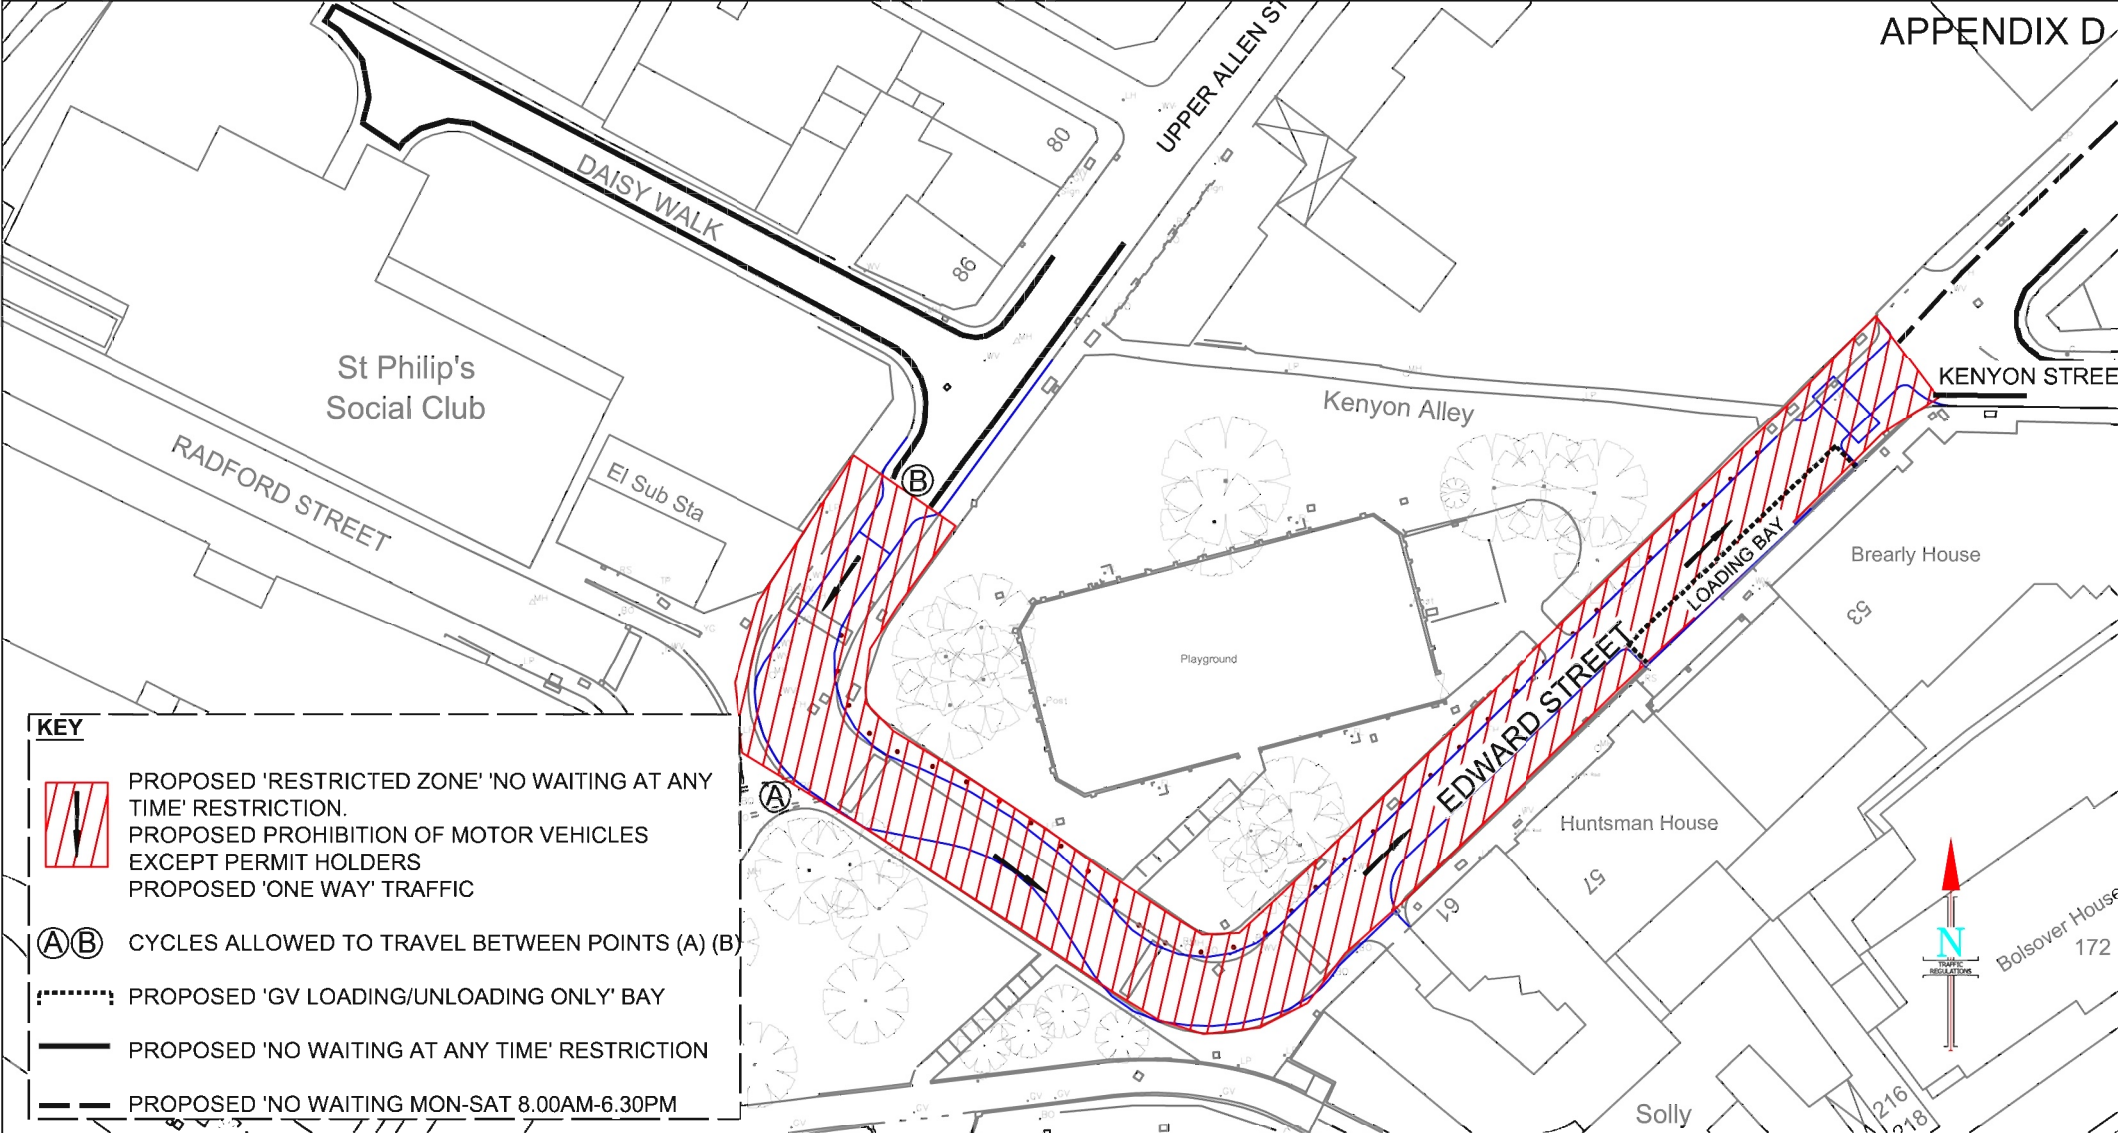 APPENDIX D
UPPER ALLEN ST
80
DAISY WALK
86
St Philip's
Social Club
RADFORD STREET
El Sub Sta
B
Kenyon Alley
KENYON STREE
LOADING BAY
Brearly House
53
Playground
EDWARD STREET
Huntsman House
57
61
A
Bolsover House
172
N
TRAFFIC
REGULATIONS
Solly
216
218
KEY
PROPOSED 'RESTRICTED ZONE' 'NO WAITING AT ANY
TIME' RESTRICTION.
PROPOSED PROHIBITION OF MOTOR VEHICLES
EXCEPT PERMIT HOLDERS
PROPOSED 'ONE WAY' TRAFFIC
A B CYCLES ALLOWED TO TRAVEL BETWEEN POINTS (A) (B)
PROPOSED 'GV LOADING/UNLOADING ONLY' BAY
PROPOSED 'NO WAITING AT ANY TIME' RESTRICTION
PROPOSED 'NO WAITING MON-SAT 8.00AM-6.30PM